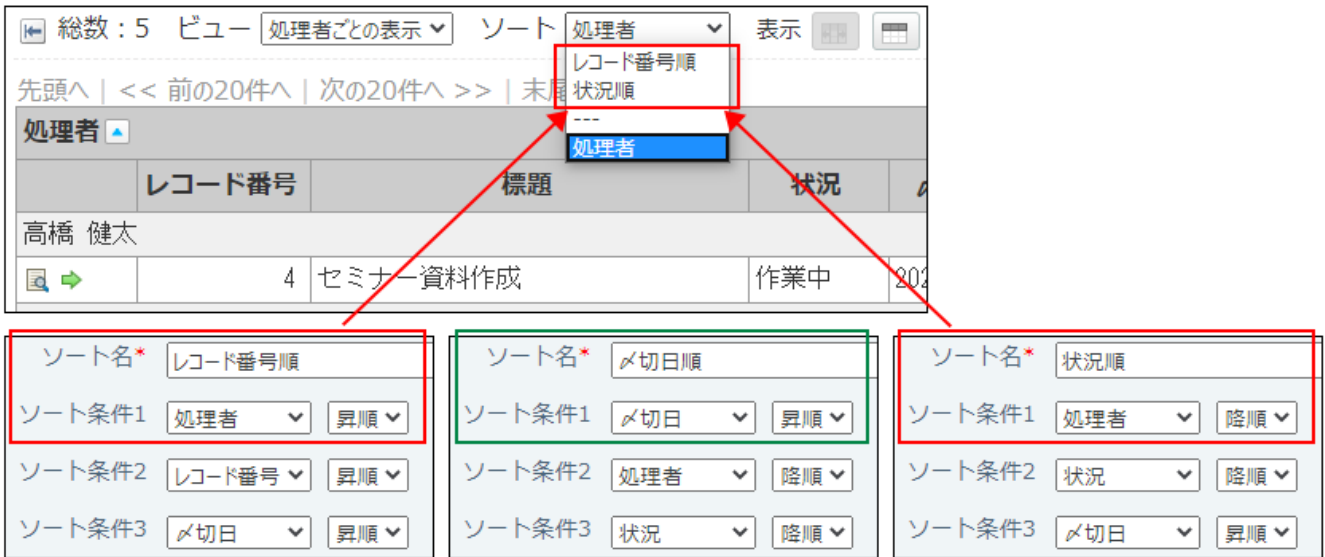 総数：5 ビュー 処理者ごとの表示 ソート 処理者 表示
レコード番号順
状況順
---
処理者
先頭へ | << 前の20件へ | 次の20件へ >> | 末尾
処理者
レコード番号 標題 状況 〆
高橋 健太
4 セミナー資料作成 作業中 202
ソート名* レコード番号順
ソート条件1 処理者 昇順
ソート条件2 レコード番号 昇順
ソート条件3 〆切日 昇順
ソート名* 〆切日順
ソート条件1 〆切日 昇順
ソート条件2 処理者 降順
ソート条件3 状況 降順
ソート名* 状況順
ソート条件1 処理者 降順
ソート条件2 状況 降順
ソート条件3 〆切日 昇順